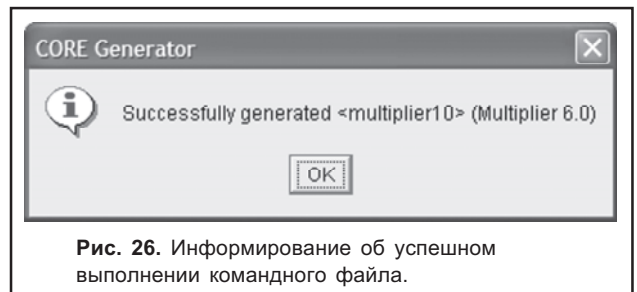 CORE Generator
Successfully generated <multiplier10> (Multiplier 6.0)
OK
Рис. 26. Информирование об успешном
выполнении командного файла.